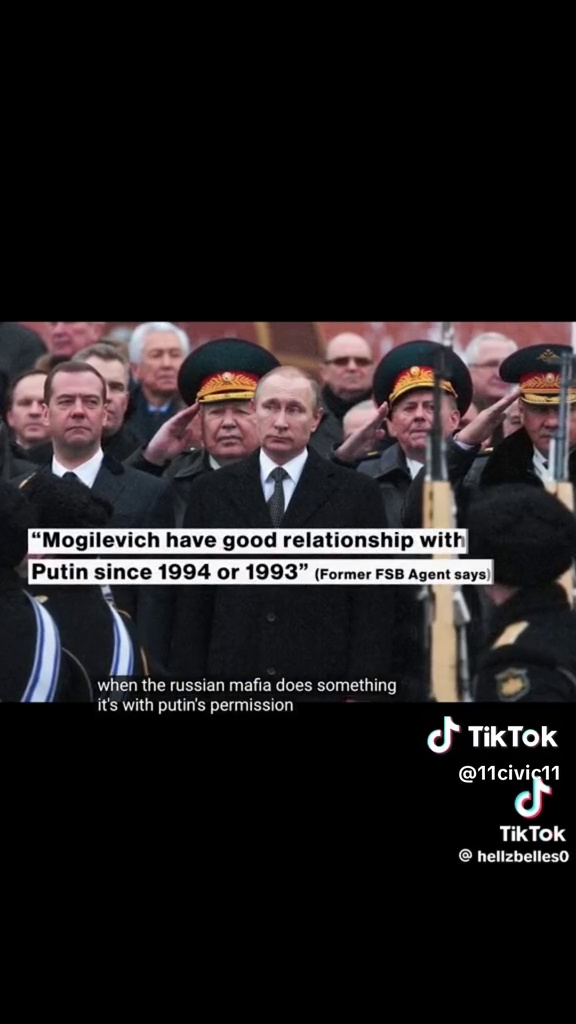 “Mogilevich have good relationship with
Putin since 1994 or 1993” (Former FSB Agent says)
when the russian mafia does something
it's with putin's permission
TikTok
@11civic11
TikTok
@ hellzbelles0